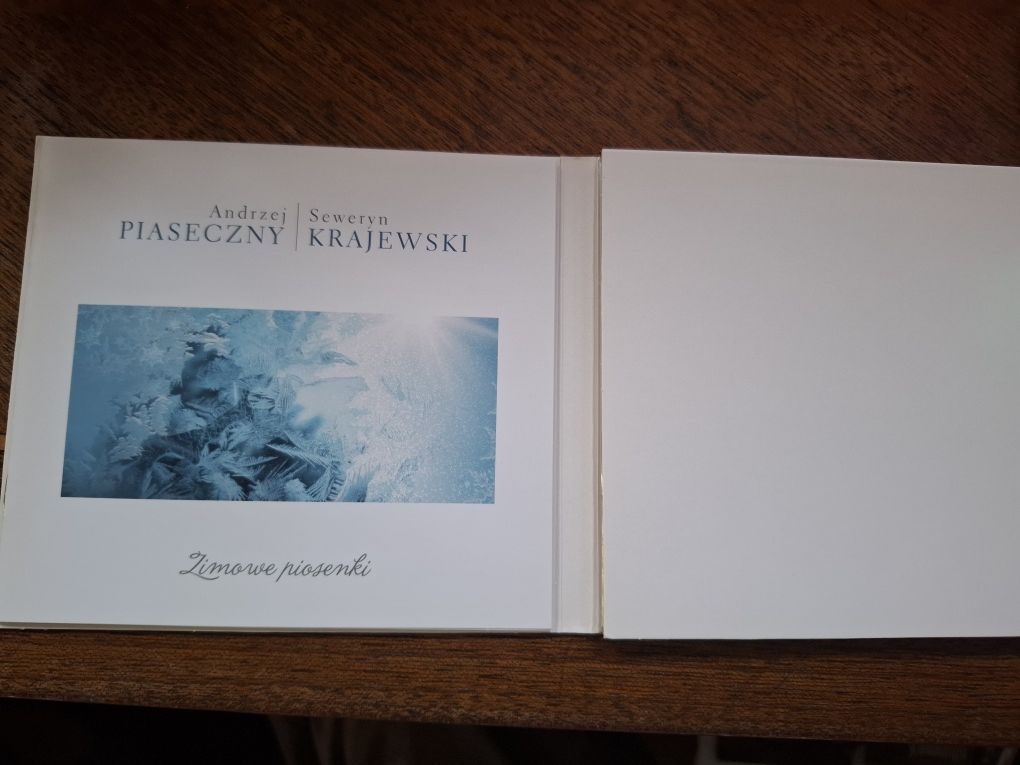 Andrzej | Seweryn
PIASECZNY | KRAJEWSKI
Zimowe piosenki